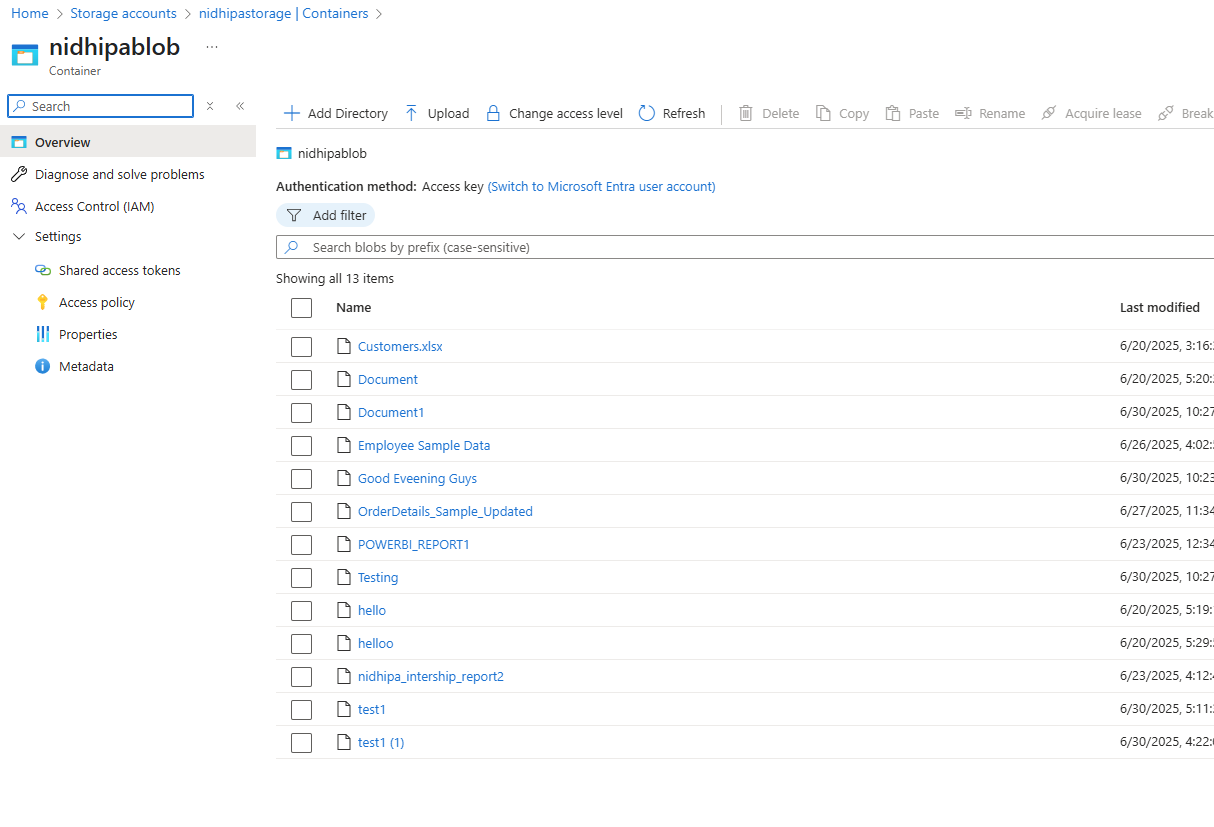 Home > Storage accounts > nidhipastorage | Containers >
nidhipablob ...
Container
Search
Overview
Diagnose and solve problems
Access Control (IAM)
Settings
Shared access tokens
Access policy
Properties
Metadata
Add Directory Upload Change access level Refresh Delete Copy Paste Rename Acquire lease Break
nidhipablob
Authentication method: Access key (Switch to Microsoft Entra user account)
Add filter
Search blobs by prefix (case-sensitive)
Showing all 13 items
Name Last modified
Customers.xlsx 6/20/2025, 3:16:
Document 6/20/2025, 5:20:
Document1 6/30/2025, 10:27
Employee Sample Data 6/26/2025, 4:02:
Good Eveening Guys 6/30/2025, 10:23
OrderDetails_Sample_Updated 6/27/2025, 11:34
POWERBI_REPORT1 6/23/2025, 12:34
Testing 6/30/2025, 10:27
hello 6/20/2025, 5:19:
helloo 6/20/2025, 5:29:
nidhipa_intership_report2 6/23/2025, 4:12:
test1 6/30/2025, 5:11:
test1 (1) 6/30/2025, 4:22: